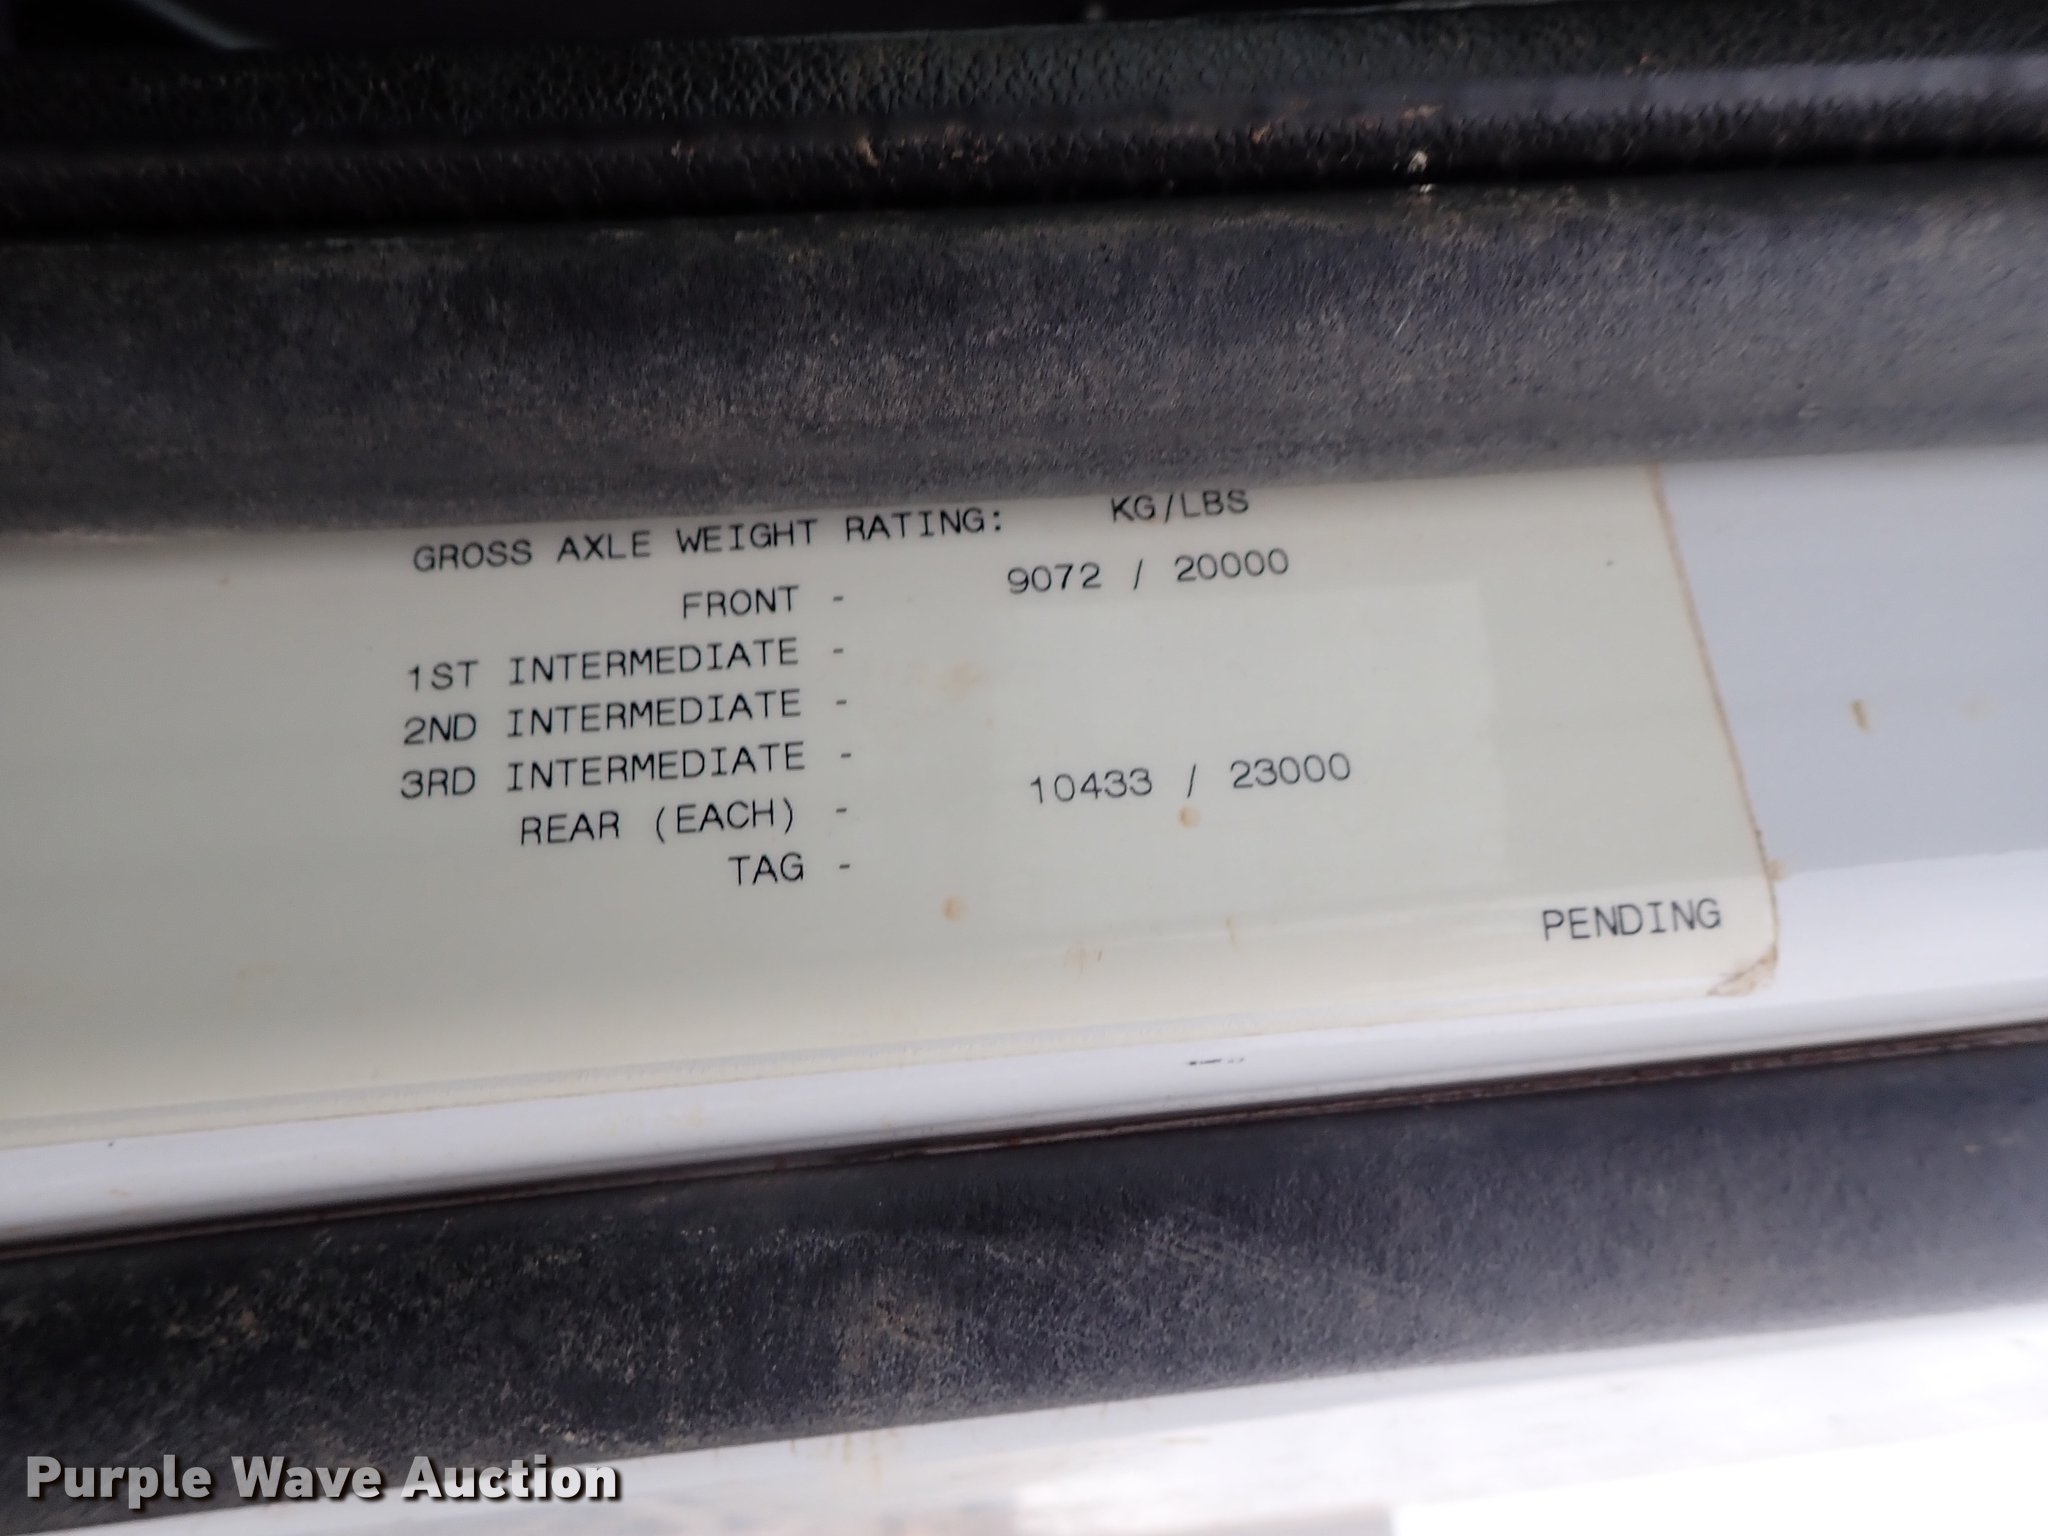 GROSS AXLE WEIGHT RATING: KG/LBS
FRONT - 9072 / 20000
1ST INTERMEDIATE -
2ND INTERMEDIATE -
3RD INTERMEDIATE -
REAR (EACH) - 10433 / 23000
TAG -
PENDING
Purple Wave Auction